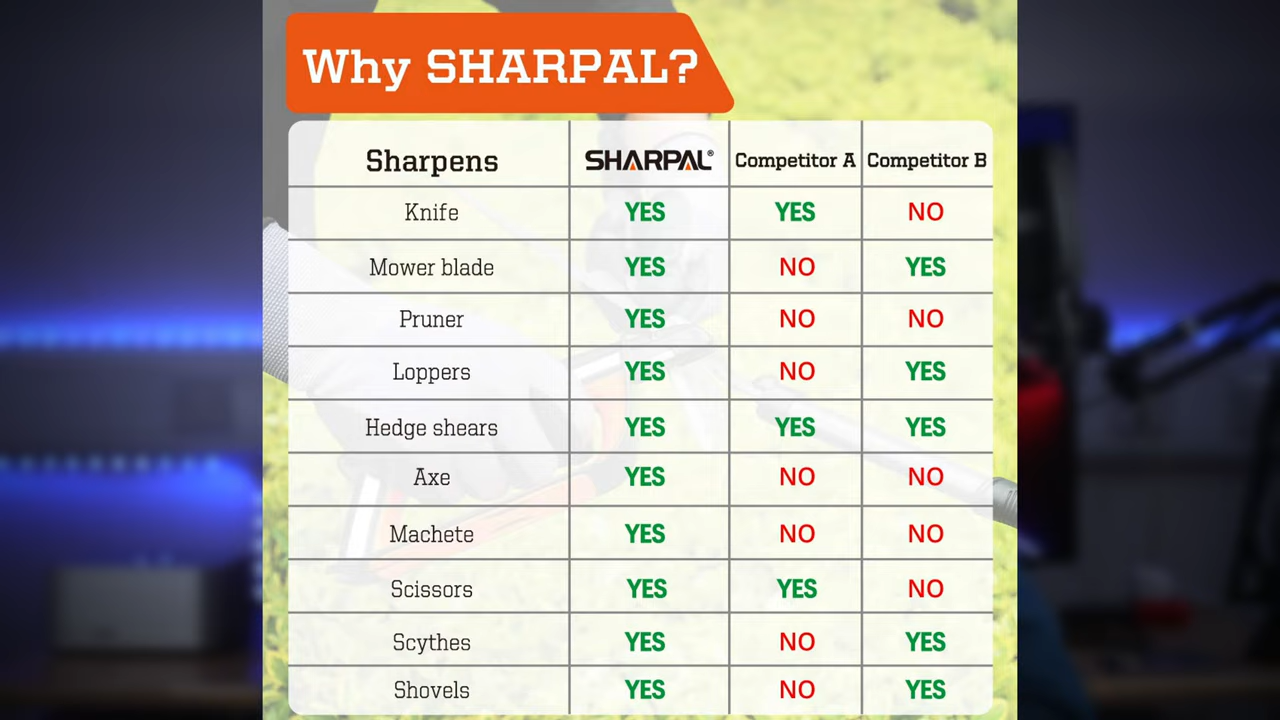 Why SHARPAL?
Sharpens SHARPAL® Competitor A Competitor B
Knife YES YES NO
Mower blade YES NO YES
Pruner YES NO NO
Loppers YES NO YES
Hedge shears YES YES YES
Axe YES NO NO
Machete YES NO NO
Scissors YES YES NO
Scythes YES NO YES
Shovels YES NO YES